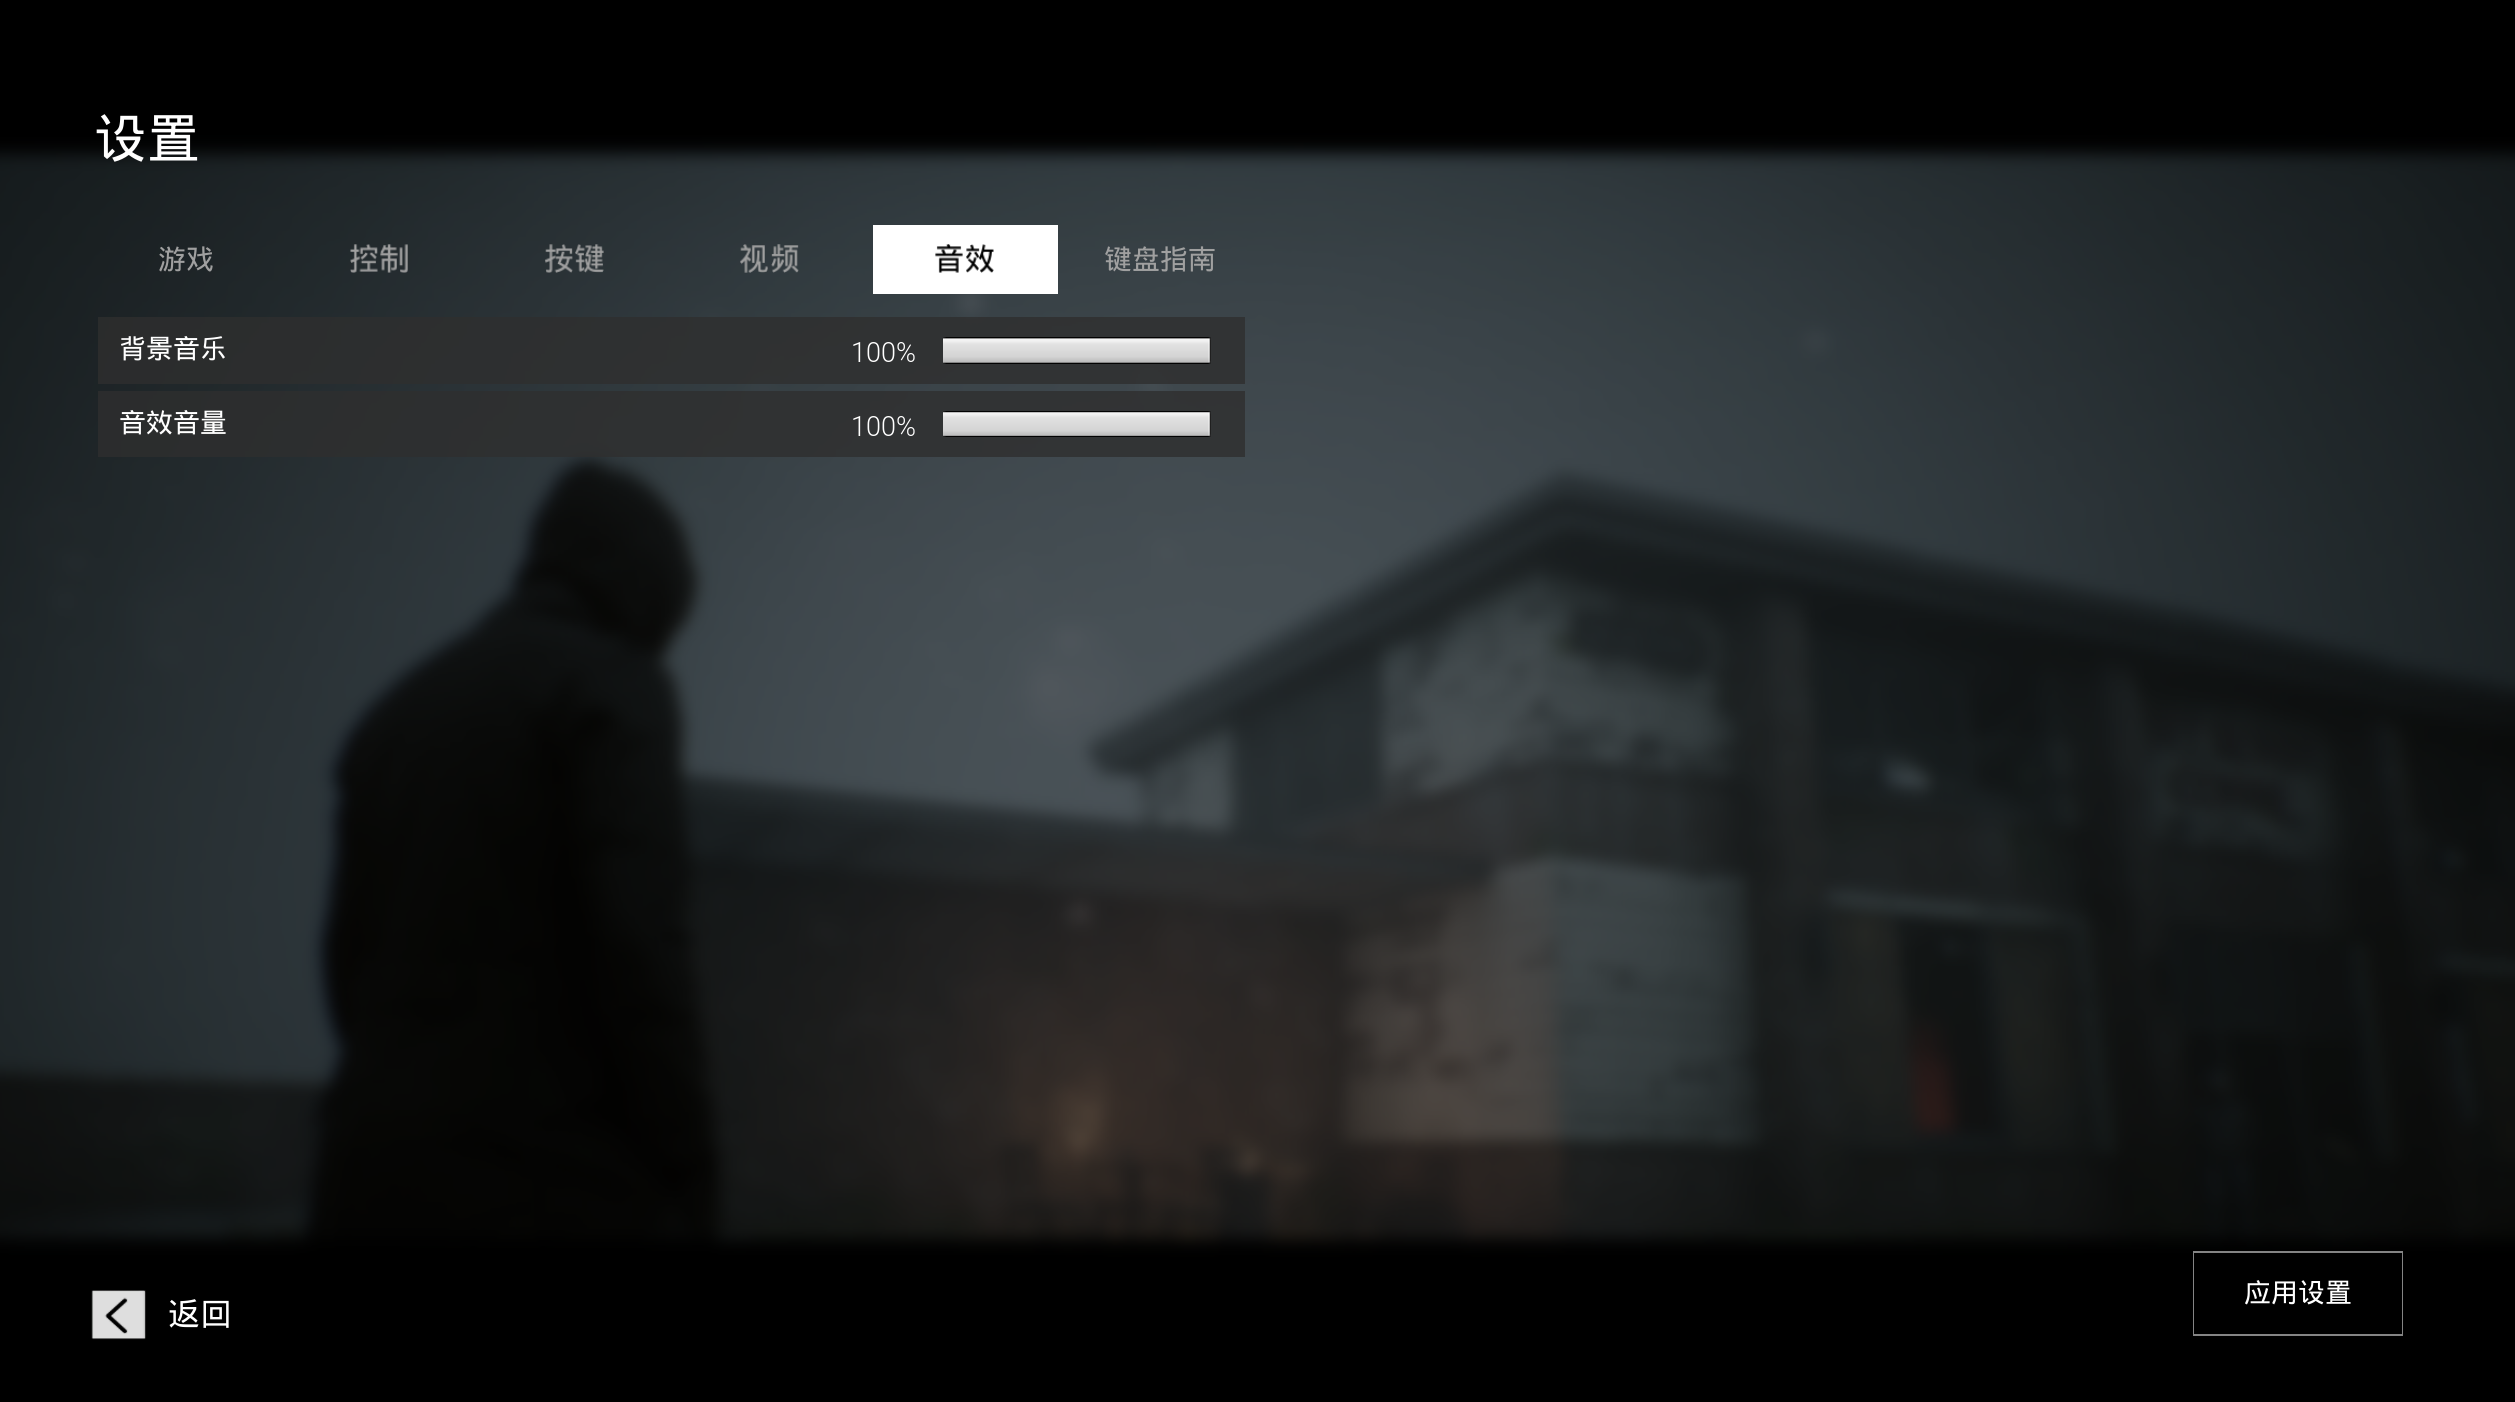 设置
游戏 控制 按键 视频 音效 键盘指南
背景音乐 100%
音效音量 100%
返回
应用设置